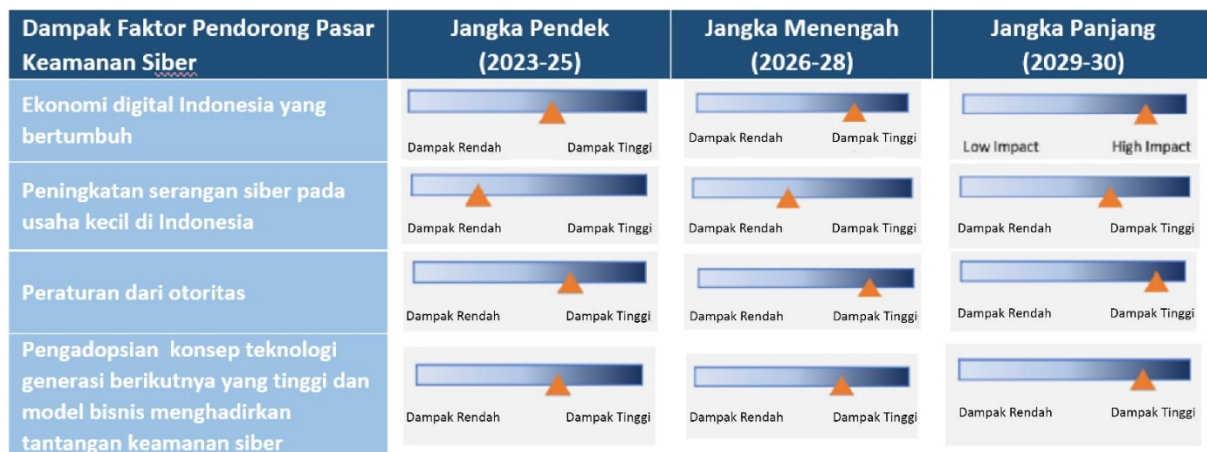 Dampak Faktor Pendorong Pasar
Keamanan Siber
Jangka Pendek
(2023-25)
Jangka Menengah
(2026-28)
Jangka Panjang
(2029-30)
Ekonomi digital Indonesia yang
bertumbuh
Dampak Rendah Dampak Tinggi
Dampak Rendah Dampak Tinggi
Low Impact High Impact
Peningkatan serangan siber pada
usaha kecil di Indonesia
Dampak Rendah Dampak Tinggi
Dampak Rendah Dampak Tinggi
Dampak Rendah Dampak Tinggi
Peraturan dari otoritas
Dampak Rendah Dampak Tinggi
Dampak Rendah Dampak Tinggi
Dampak Rendah Dampak Tinggi
Pengadopsian konsep teknologi
generasi berikutnya yang tinggi dan
model bisnis menghadirkan
tantangan keamanan siber
Dampak Rendah Dampak Tinggi
Dampak Rendah Dampak Tinggi
Dampak Rendah Dampak Tinggi